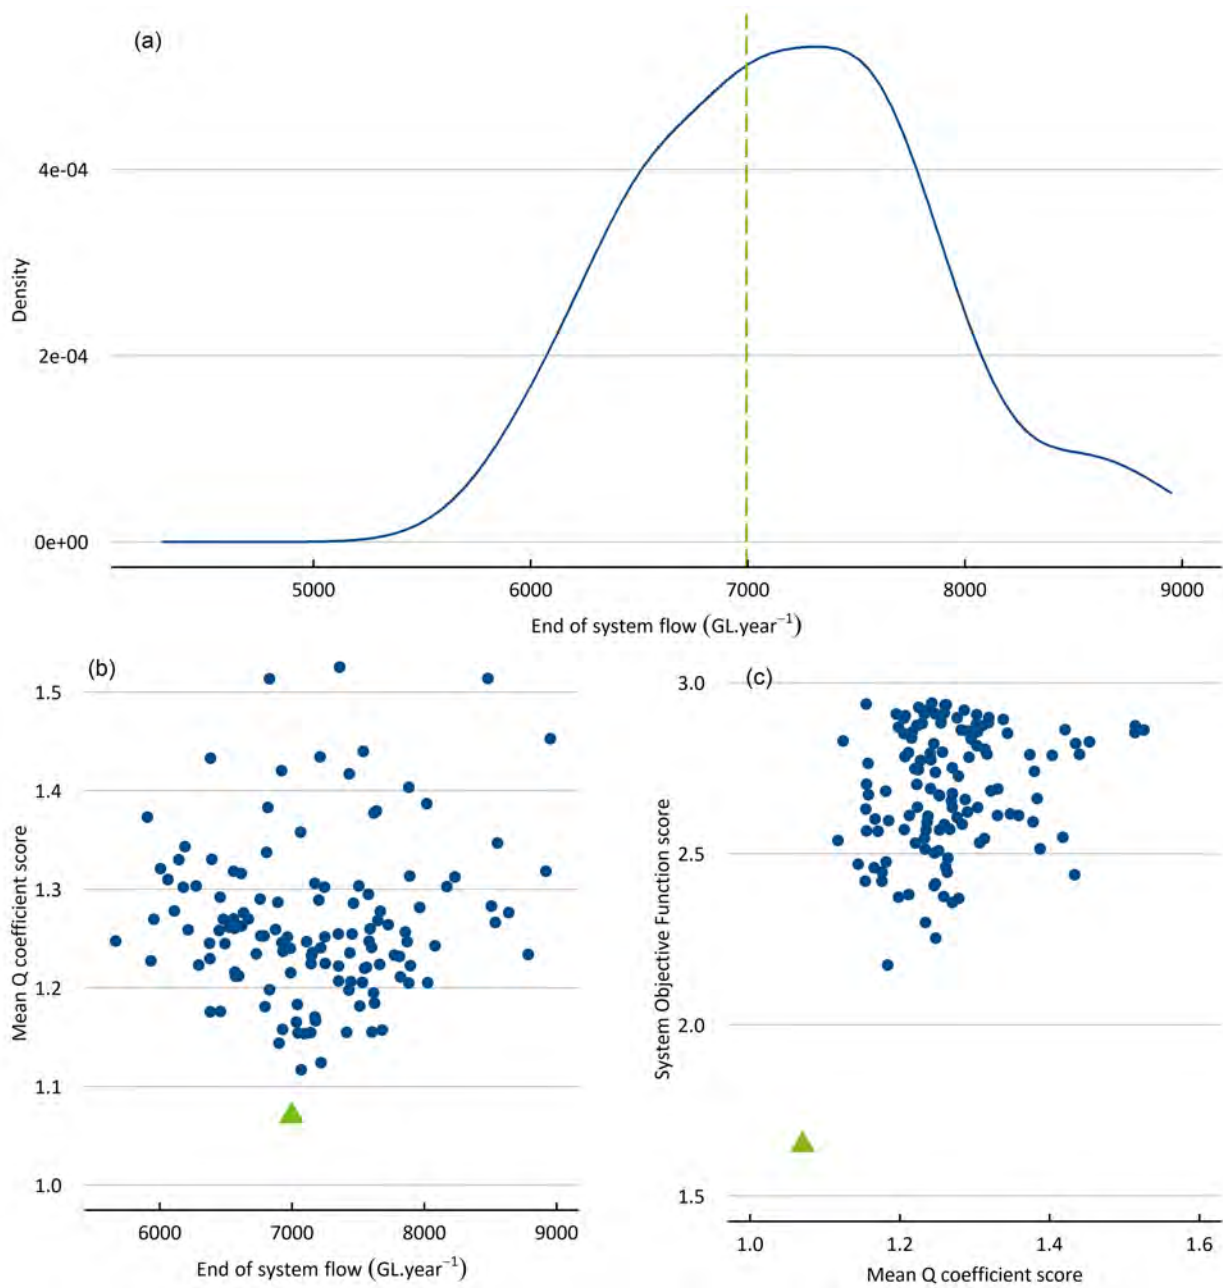 (a)
4e-04
2e-04
0e+00
Density
5000 6000 7000 8000 9000
End of system flow (GL.year⁻¹)
(b)
1.5
1.4
1.3
1.2
1.1
1.0
Mean Q coefficient score
6000 7000 8000 9000
End of system flow (GL.year⁻¹)
(c)
3.0
2.5
2.0
1.5
System Objective Function score
1.0 1.2 1.4 1.6
Mean Q coefficient score